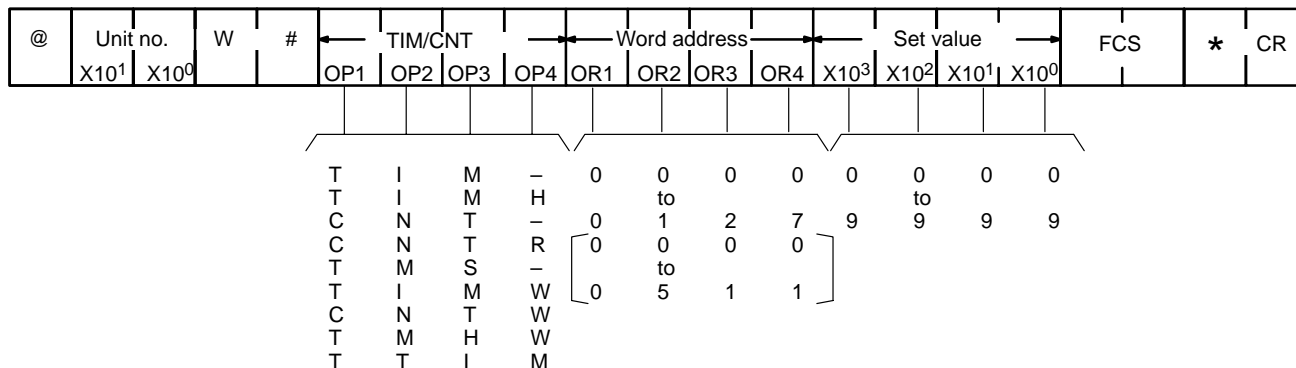 @ Unit no. W # TIM/CNT Word address Set value FCS * CR
X10¹ X10⁰ OP1 OP2 OP3 OP4 OR1 OR2 OR3 OR4 X10³ X10² X10¹ X10⁰
T I M – 0 0 0 0 0 0 0 0
T I M H to to
C N T – 0 1 2 7 9 9 9 9
C N T R 0 0 0 0
T M S – to
T I M W 0 5 1 1
C N T W
T M H W
T T I M